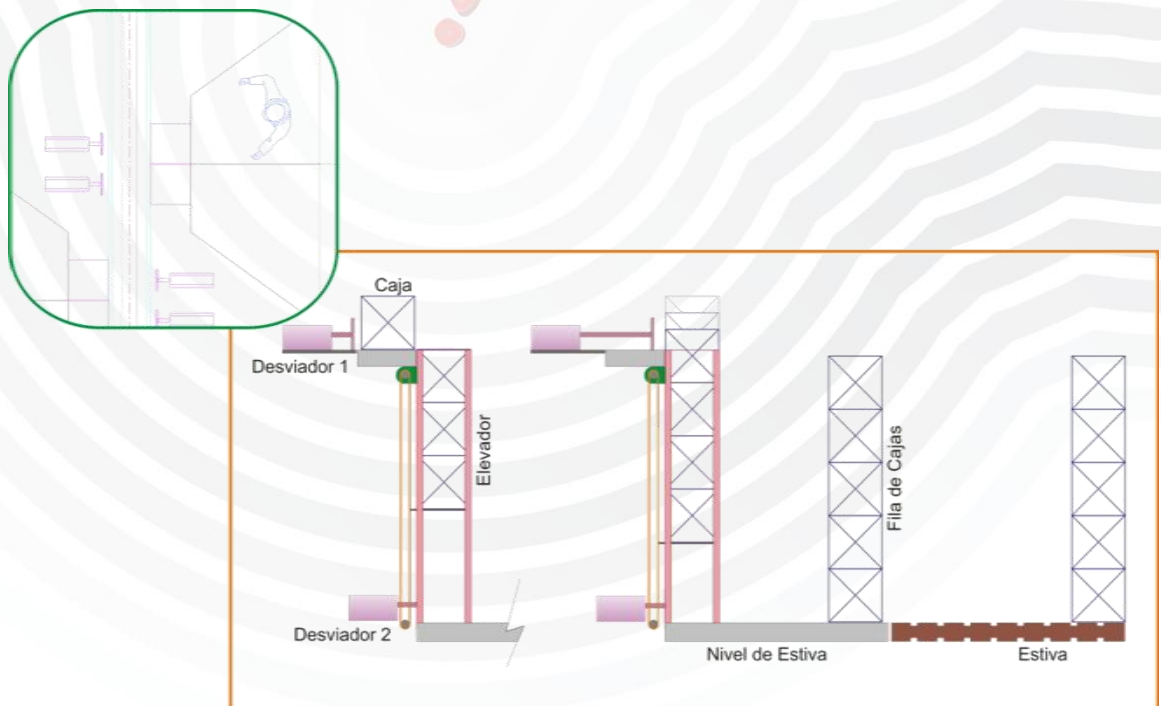 Caja
Desviador 1
Elevador
Fila de Cajas
Desviador 2
Nivel de Estiva
Estiva